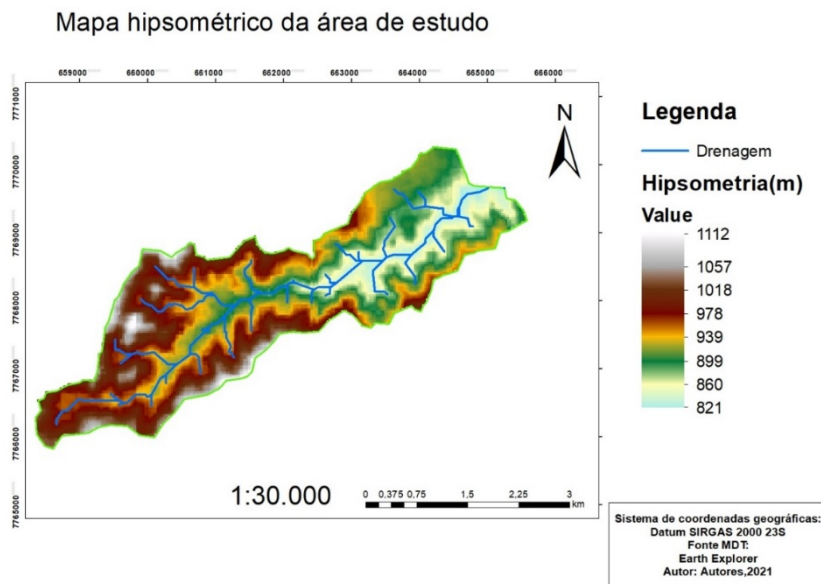 Mapa hipsométrico da área de estudo
659000 660000 661000 662000 663000 664000 665000 666000
7771000
7770000
7769000
7768000
7767000
7766000
7765000
N
1:30.000
0 0,375 0,75 1,5 2,25 3
km
Legenda
Drenagem
Hipsometria(m)
Value
1112
1057
1018
978
939
899
860
821
Sistema de coordenadas geográficas:
Datum SIRGAS 2000 23S
Fonte MDT:
Earth Explorer
Autor: Autores,2021